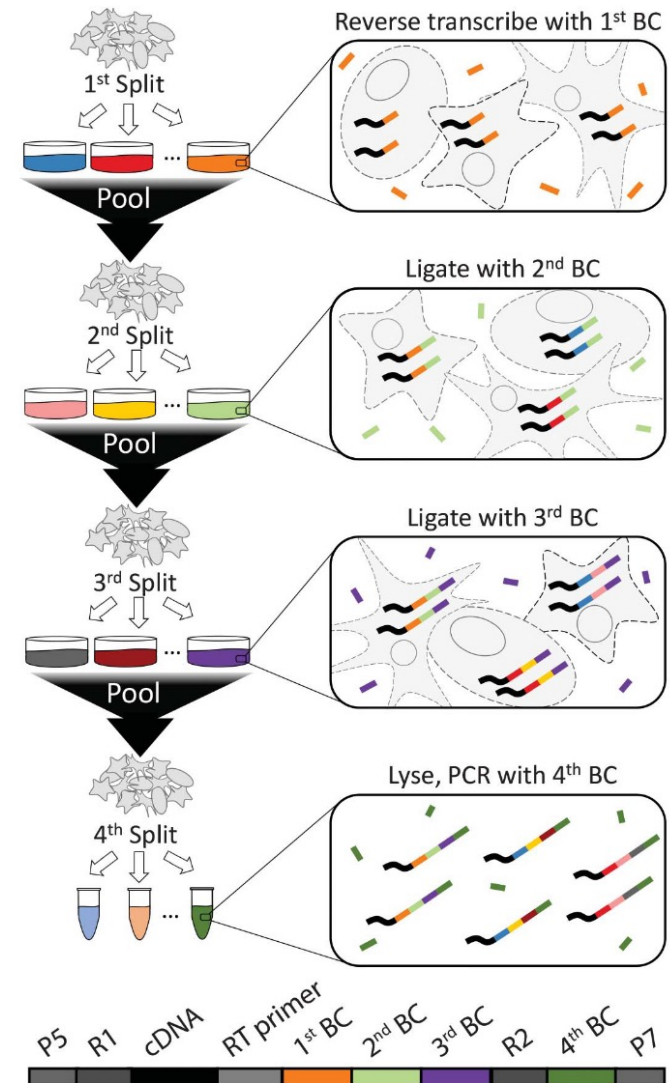 Reverse transcribe with 1st BC
1st Split
...
Pool
Ligate with 2nd BC
2nd Split
...
Pool
Ligate with 3rd BC
3rd Split
...
Pool
Lyse, PCR with 4th BC
4th Split
...
P5
R1
cDNA
RT primer
1st BC
2nd BC
3rd BC
R2
4th BC
P7